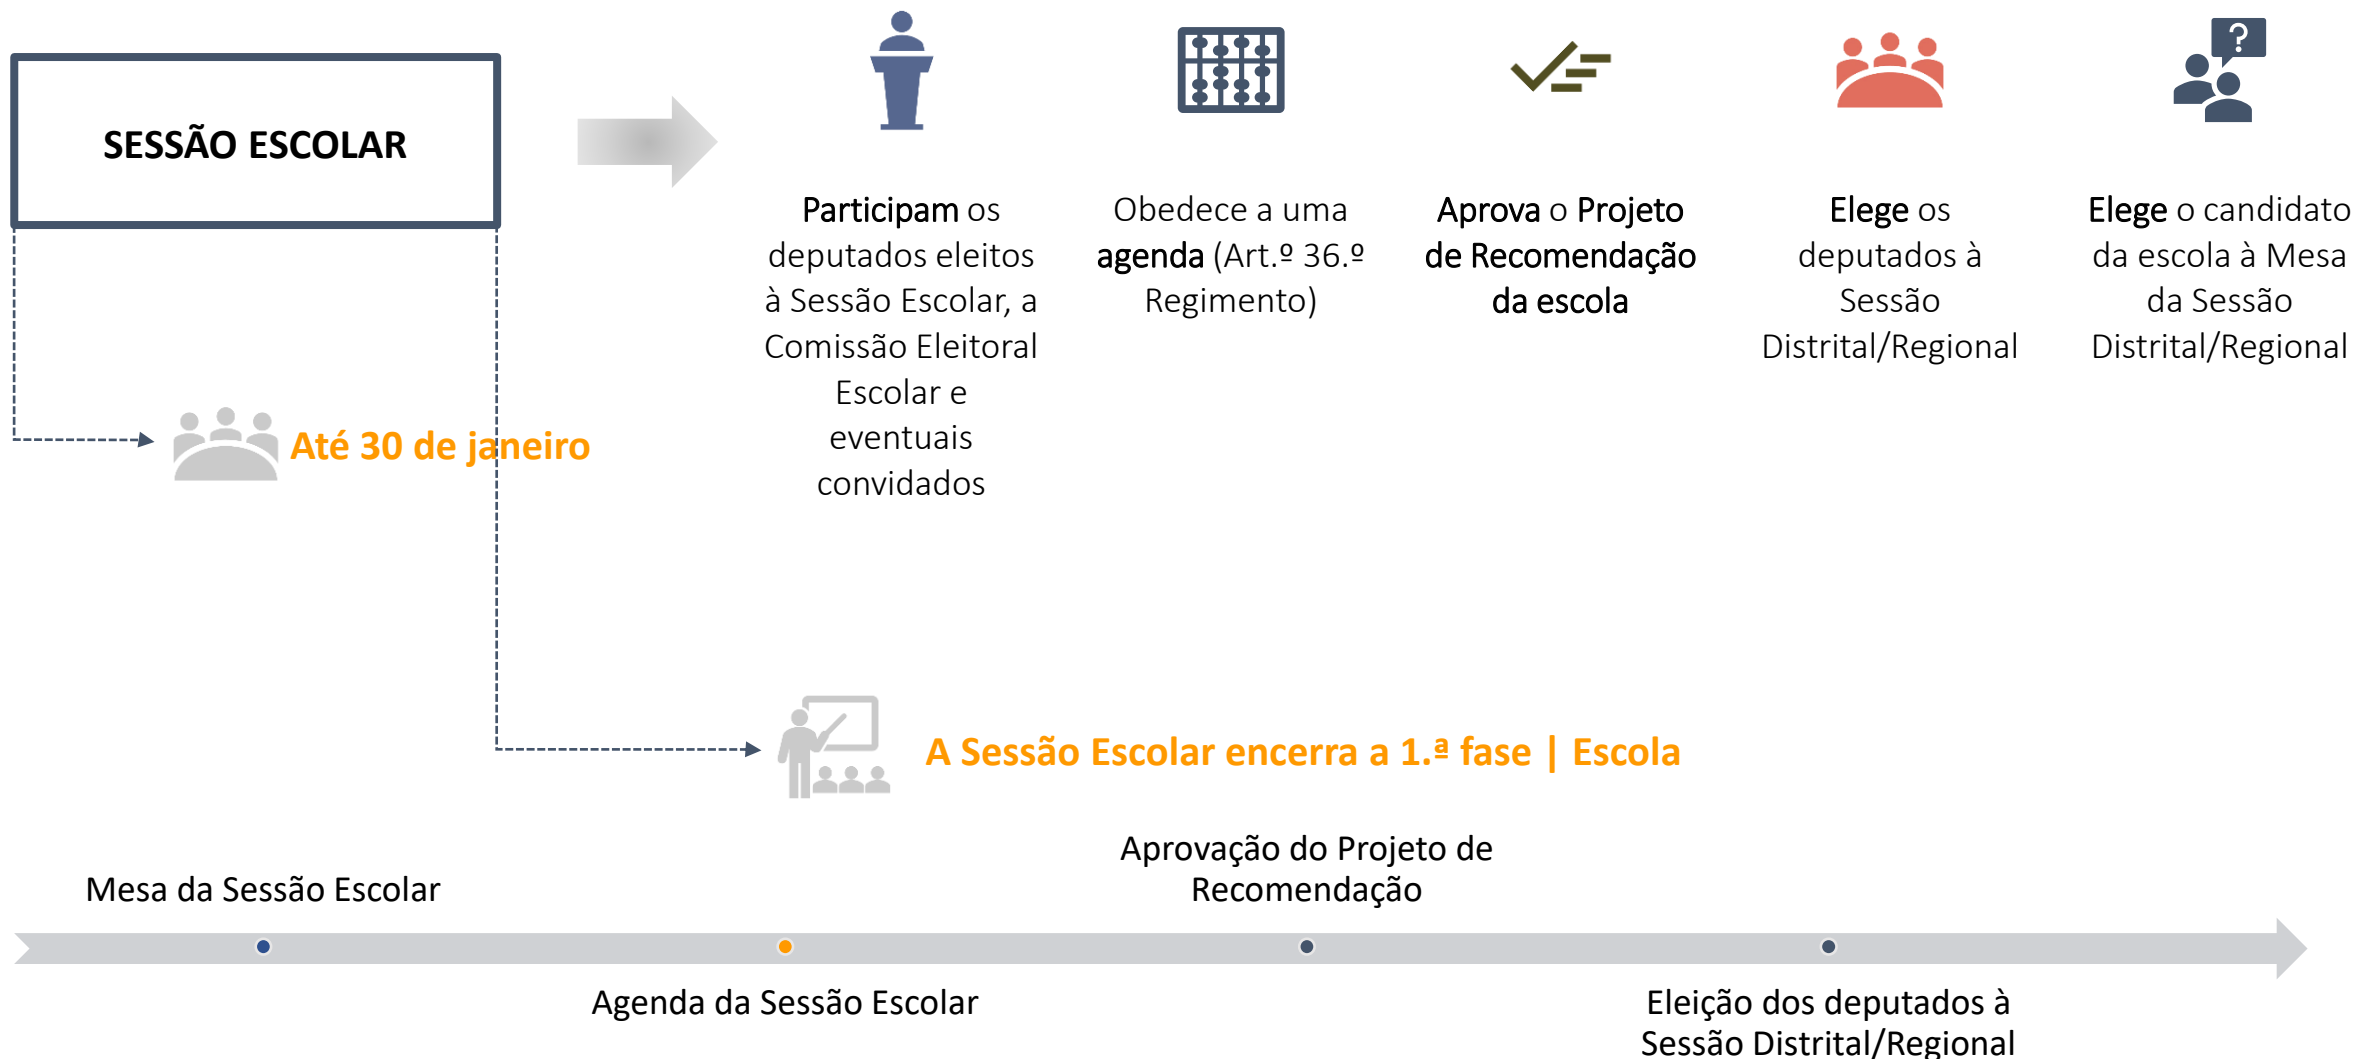 SESSÃO ESCOLAR
?
Participam os
deputados eleitos
à Sessão Escolar, a
Comissão Eleitoral
Escolar e
eventuais
convidados
Obedece a uma
agenda (Art.º 36.º
Regimento)
Aprova o Projeto
de Recomendação
da escola
Elege os
deputados à
Sessão
Distrital/Regional
Elege o candidato
da escola à Mesa
da Sessão
Distrital/Regional
Até 30 de janeiro
A Sessão Escolar encerra a 1.ª fase | Escola
Mesa da Sessão Escolar
Agenda da Sessão Escolar
Aprovação do Projeto de
Recomendação
Eleição dos deputados à
Sessão Distrital/Regional